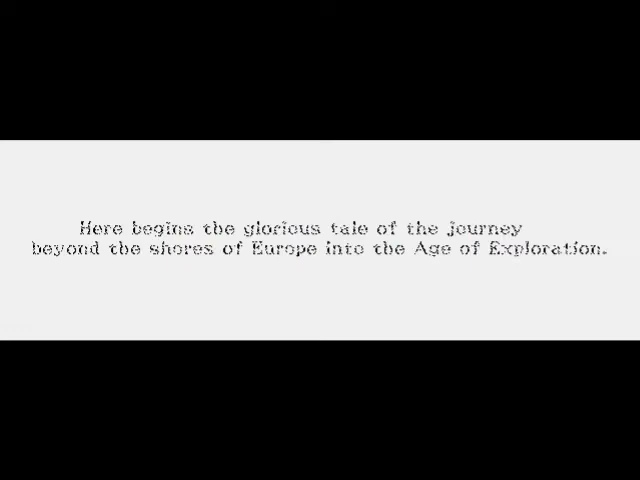 Here begins the glorious tale of the journey
beyond the shores of Europe into the Age of Exploration.